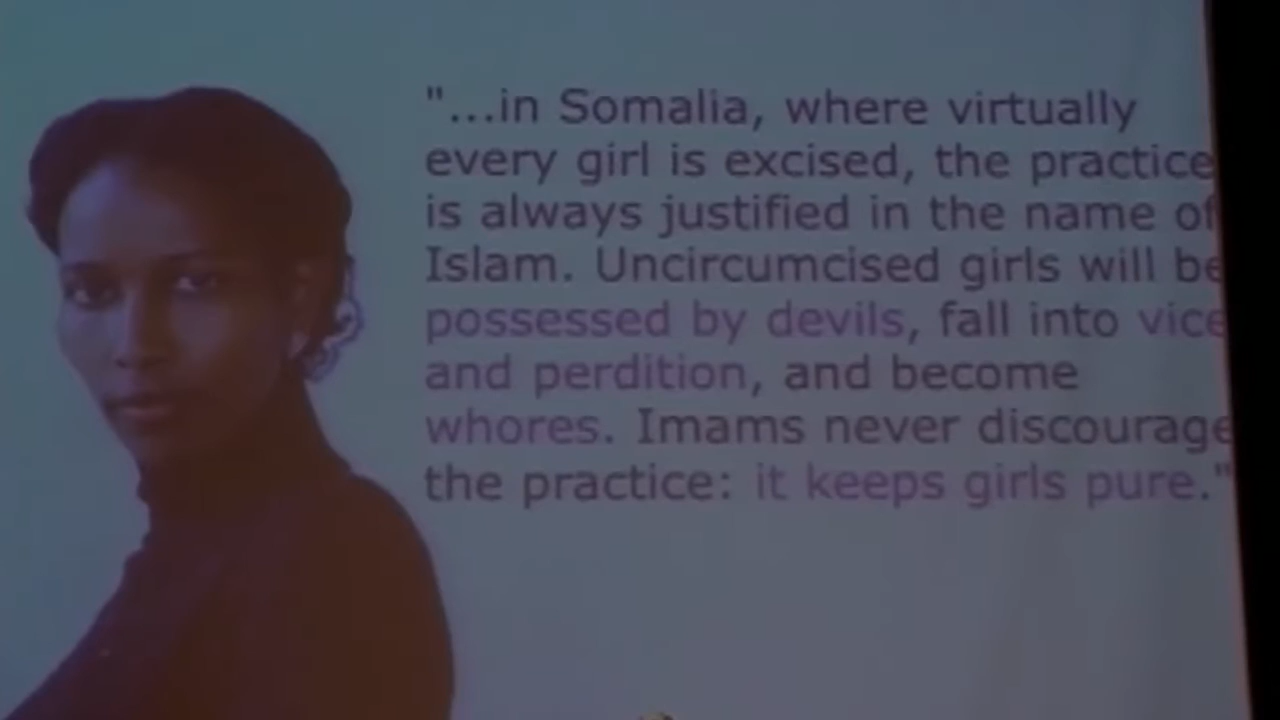 "...in Somalia, where virtually
every girl is excised, the practice
is always justified in the name of
Islam. Uncircumcised girls will be
possessed by devils, fall into vice
and perdition, and become
whores. Imams never discourage
the practice: it keeps girls pure."